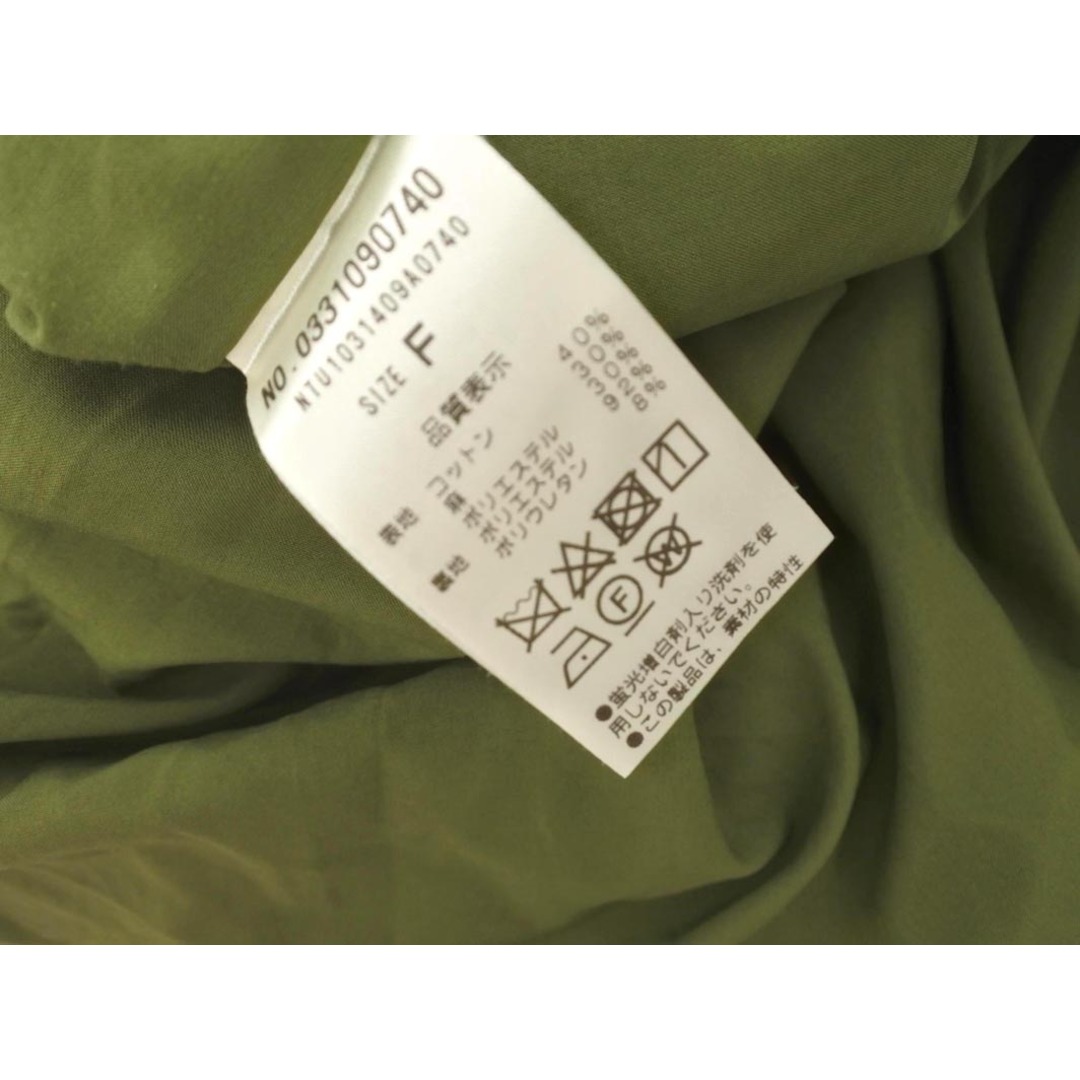 NO. 0331090740
NTU1031409A0740
SIZE F
品質表示
表地 コットン 40%
麻 30%
ポリエステル 30%
裏地 ポリエステル 92%
ポリウレタン 8%
F W
●蛍光増白剤入り洗剤を使
用しないでください。
●この製品は、素材の特性